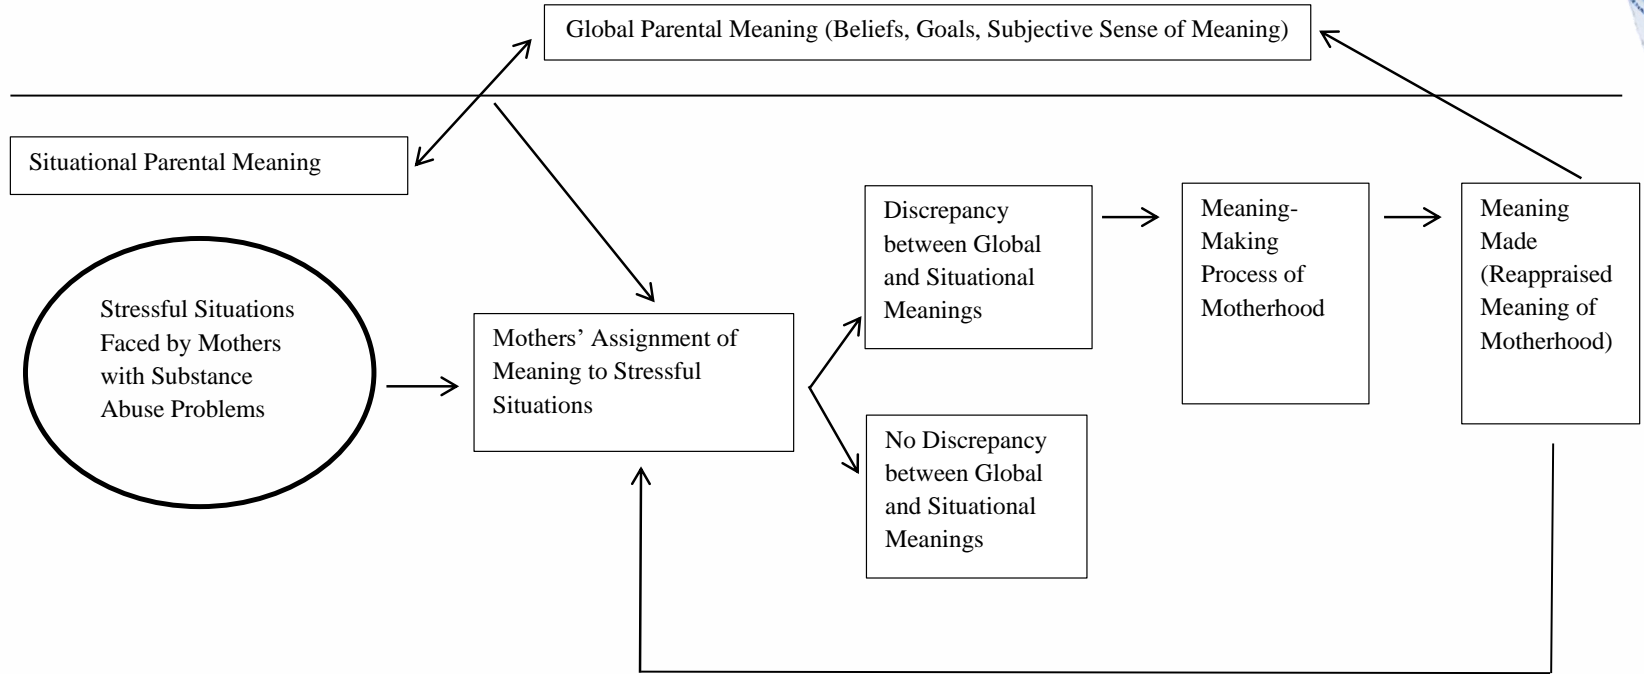 Global Parental Meaning (Beliefs, Goals, Subjective Sense of Meaning)
Situational Parental Meaning
Stressful Situations
Faced by Mothers
with Substance
Abuse Problems
Mothers’ Assignment of
Meaning to Stressful
Situations
Discrepancy
between Global
and Situational
Meanings
No Discrepancy
between Global
and Situational
Meanings
Meaning-
Making
Process of
Motherhood
Meaning
Made
(Reappraised
Meaning of
Motherhood)